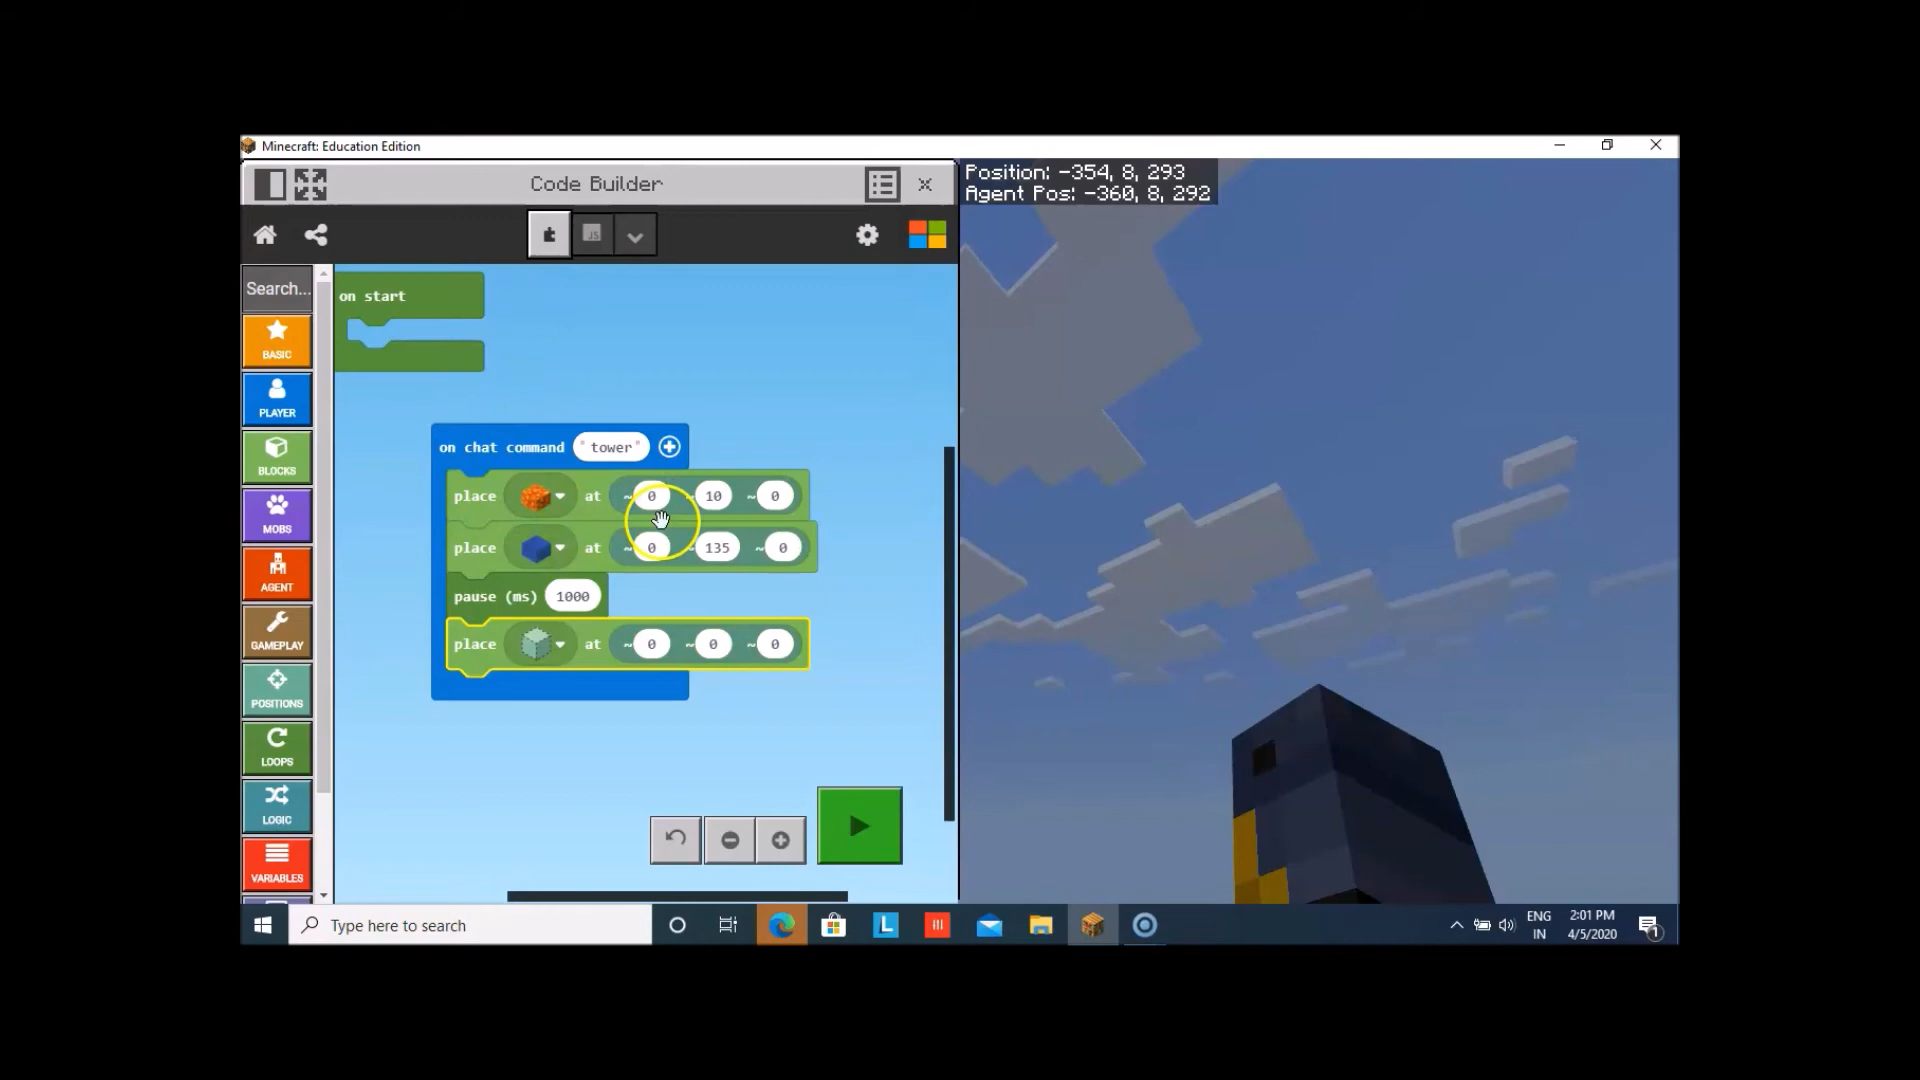 Minecraft: Education Edition
Code Builder
Position: -354, 8, 293
Agent Pos: -360, 8, 292
JS
Search...
on start
BASIC
PLAYER
on chat command "tower"
BLOCKS
place at ~0 ~10 ~0
MOBS
place at ~0 ~135 ~0
AGENT
pause (ms) 1000
GAMEPLAY
place at ~0 ~0 ~0
POSITIONS
LOOPS
LOGIC
VARIABLES
Type here to search
L
ENG
IN
2:01 PM
4/5/2020
1